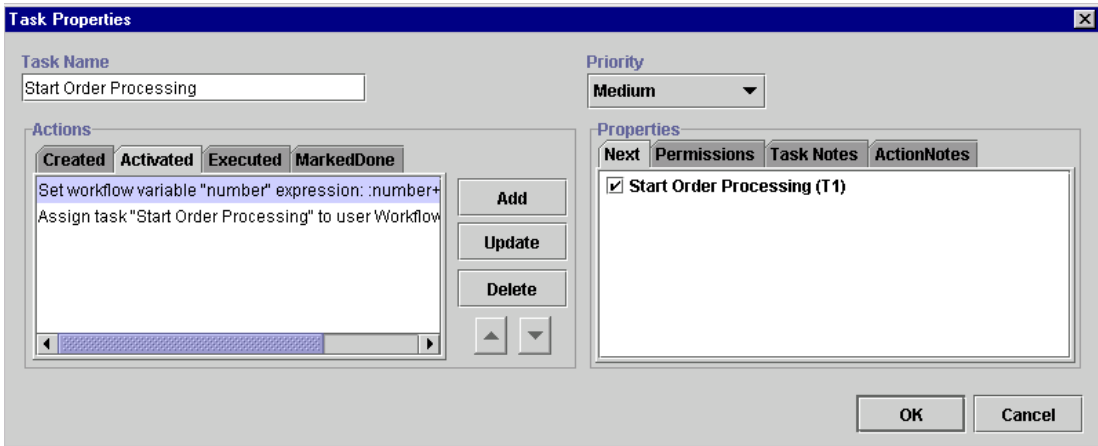 Task Properties
Task Name
Priority
Start Order Processing
Medium
Actions
Properties
Created Activated Executed MarkedDone
Next Permissions Task Notes ActionNotes
Set workflow variable "number" expression: :number+
Assign task "Start Order Processing" to user Workflow
Add
Update
Delete
Start Order Processing (T1)
OK
Cancel